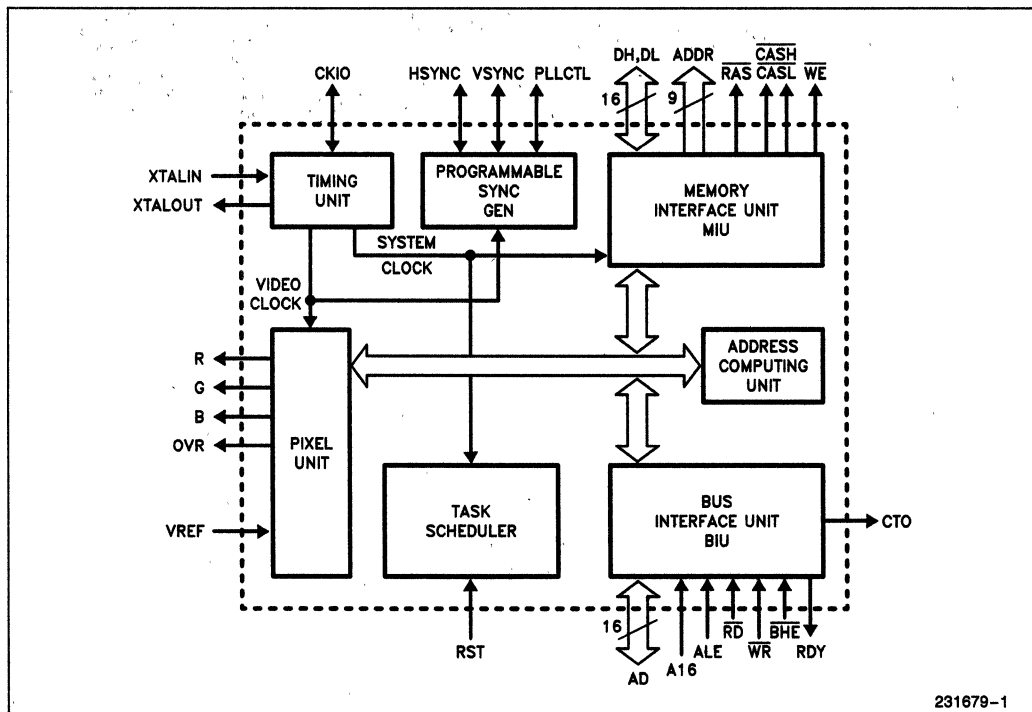 CKIO
HSYNC VSYNC PLLCTL
DH,DL ADDR
RAS
CASH
CASL
WE
16
9
XTALIN
XTALOUT
TIMING
UNIT
PROGRAMMABLE
SYNC
GEN
MEMORY
INTERFACE UNIT
MIU
SYSTEM
CLOCK
VIDEO
CLOCK
R
G
B
OVR
VREF
PIXEL
UNIT
ADDRESS
COMPUTING
UNIT
TASK
SCHEDULER
BUS
INTERFACE UNIT
BIU
CTO
RST
16
AD
A16
ALE
RD
WR
BHE
RDY
231679-1